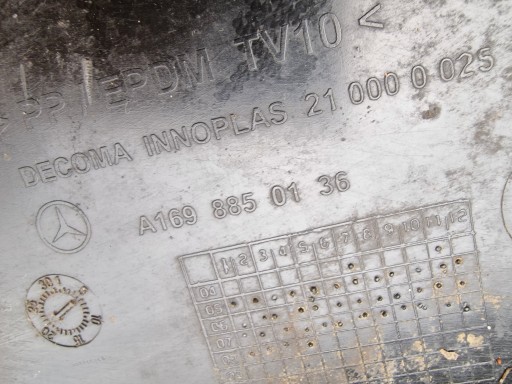 > PP / EPDM TV10 <
DECOMA INNOPLAS 21 000 0 025
A169 885 01 36
1 2 3 4 5 6 7 8 9 10 11 12
04
05
06
07